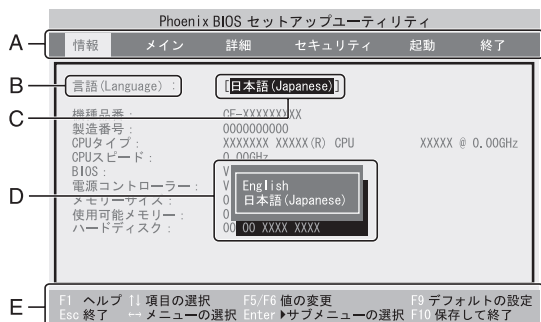 Phoenix BIOS セットアップユーティリティ
A 情報 メイン 詳細 セキュリティ 起動 終了
B 言語(Language) : [日本語(Japanese)]
C
機種品番 : CF-XXXXXXXX
製造番号 : 0000000000
CPUタイプ : XXXXXXX XXXXX(R) CPU XXXXX @ 0.00GHz
CPUスピード : 0.00GHz
BIOS : V
電源コントローラー : V
D
メモリーサイズ : 0
使用可能メモリー : 0
ハードディスク : 00 00 XXXX XXXX
English
日本語(Japanese)
E
F1 ヘルプ ↑↓ 項目の選択 F5/F6 値の変更 F9 デフォルトの設定
Esc 終了 ←→ メニューの選択 Enter ▶サブメニューの選択 F10 保存して終了